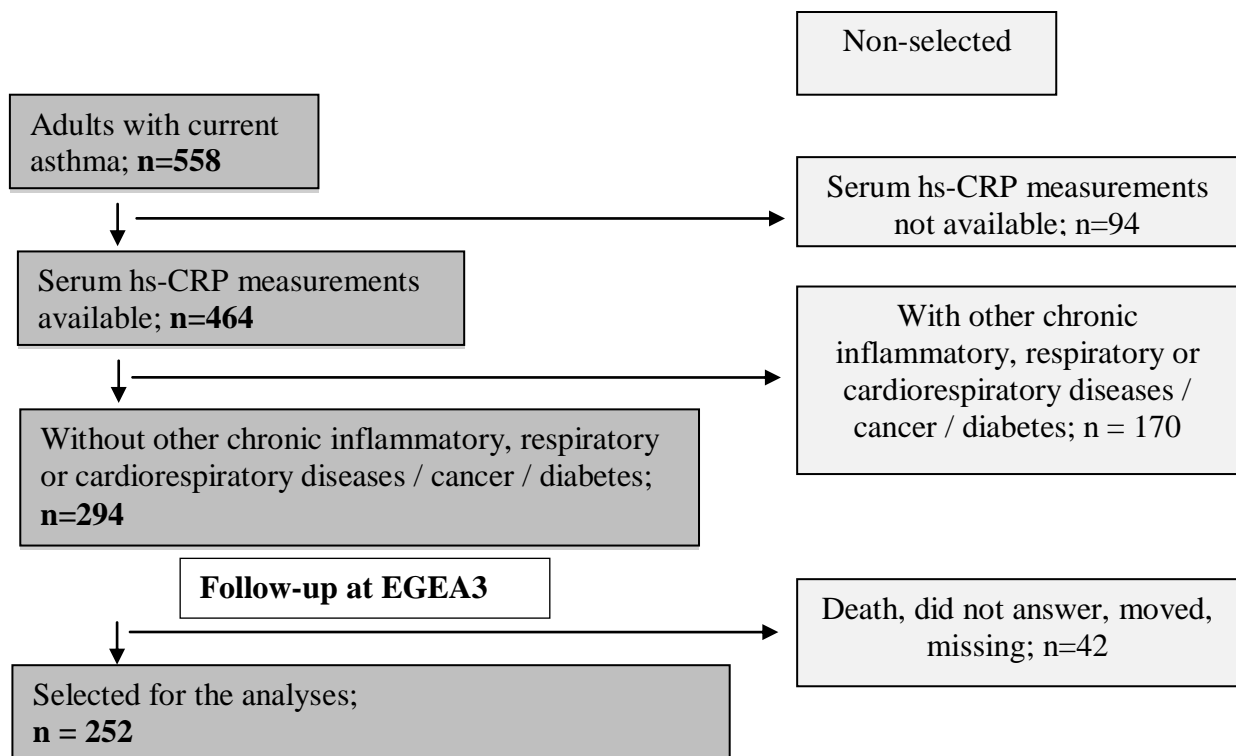 Non-selected
Adults with current
asthma; n=558
Serum hs-CRP measurements
not available; n=94
Serum hs-CRP measurements
available; n=464
With other chronic
inflammatory, respiratory or
cardiorespiratory diseases /
cancer / diabetes; n = 170
Without other chronic inflammatory, respiratory
or cardiorespiratory diseases / cancer / diabetes;
n=294
Follow-up at EGEA3
Death, did not answer, moved,
missing; n=42
Selected for the analyses;
n = 252